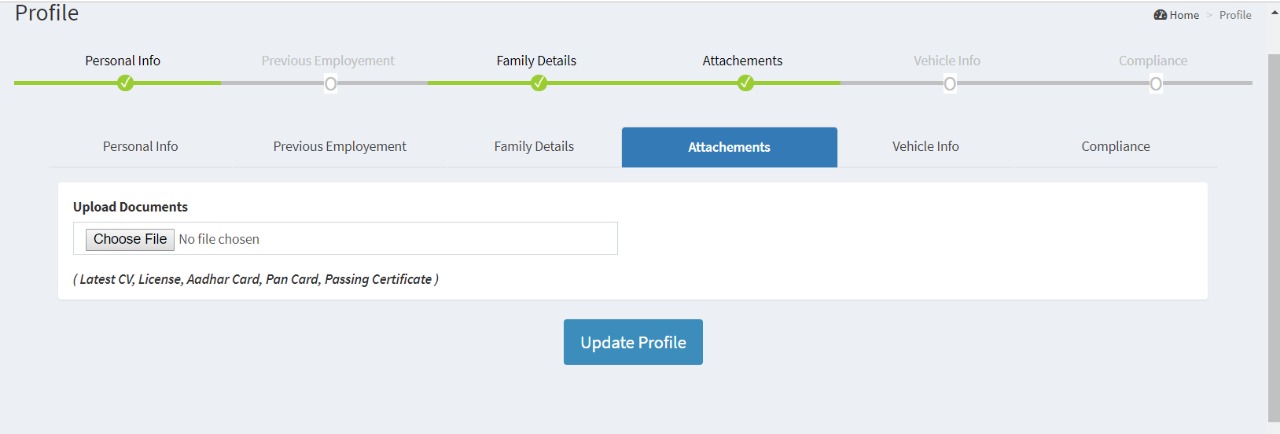 Profile
Home > Profile
Personal Info Previous Employement Family Details Attachements Vehicle Info Compliance
Personal Info Previous Employement Family Details Attachements Vehicle Info Compliance
Upload Documents
Choose File No file chosen
( Latest CV, License, Aadhar Card, Pan Card, Passing Certificate )
Update Profile